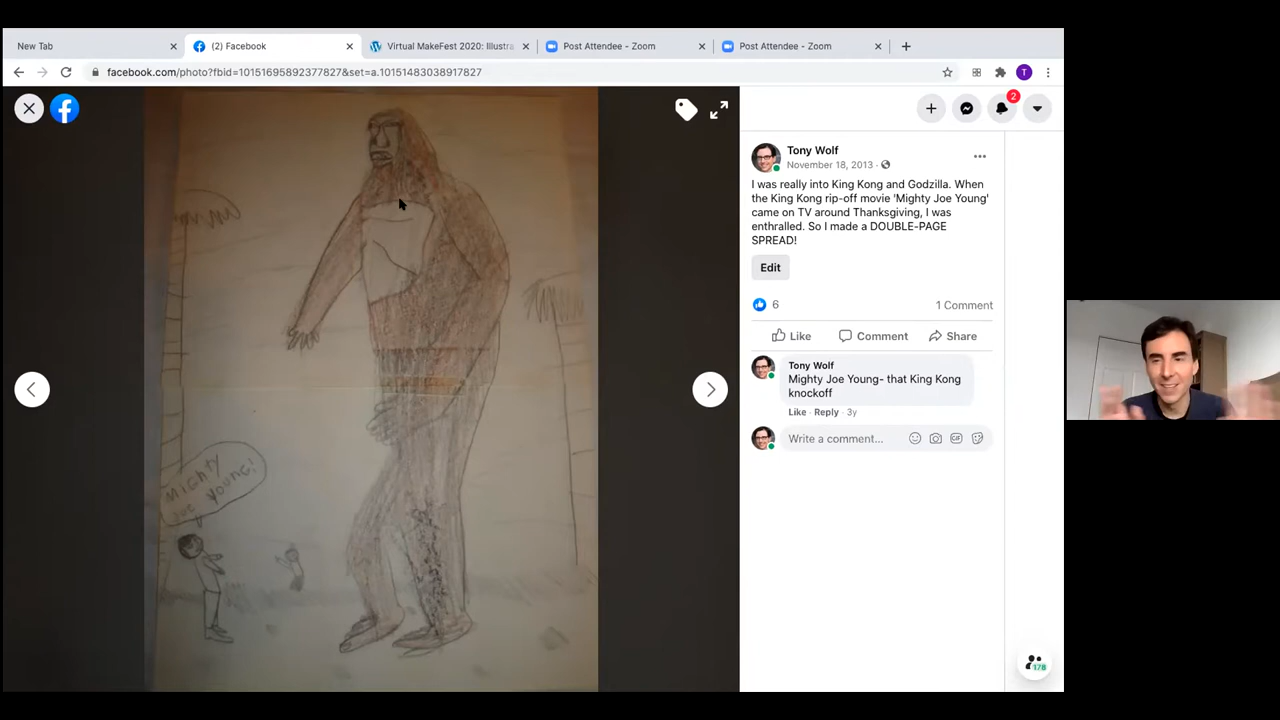 New Tab
(2) Facebook
Virtual MakeFest 2020: Illustra
Post Attendee - Zoom
Post Attendee - Zoom
facebook.com/photo?fbid=10151695892377827&set=a.10151483038917827
T
2
Tony Wolf
November 18, 2013 ·
I was really into King Kong and Godzilla. When
the King Kong rip-off movie 'Mighty Joe Young'
came on TV around Thanksgiving, I was
enthralled. So I made a DOUBLE-PAGE
SPREAD!
Edit
6
1 Comment
Like
Comment
Share
Tony Wolf
Mighty Joe Young- that King Kong
knockoff
Like · Reply · 3y
Write a comment...
GIF
178
MIGHTY
JOE YOUNG!